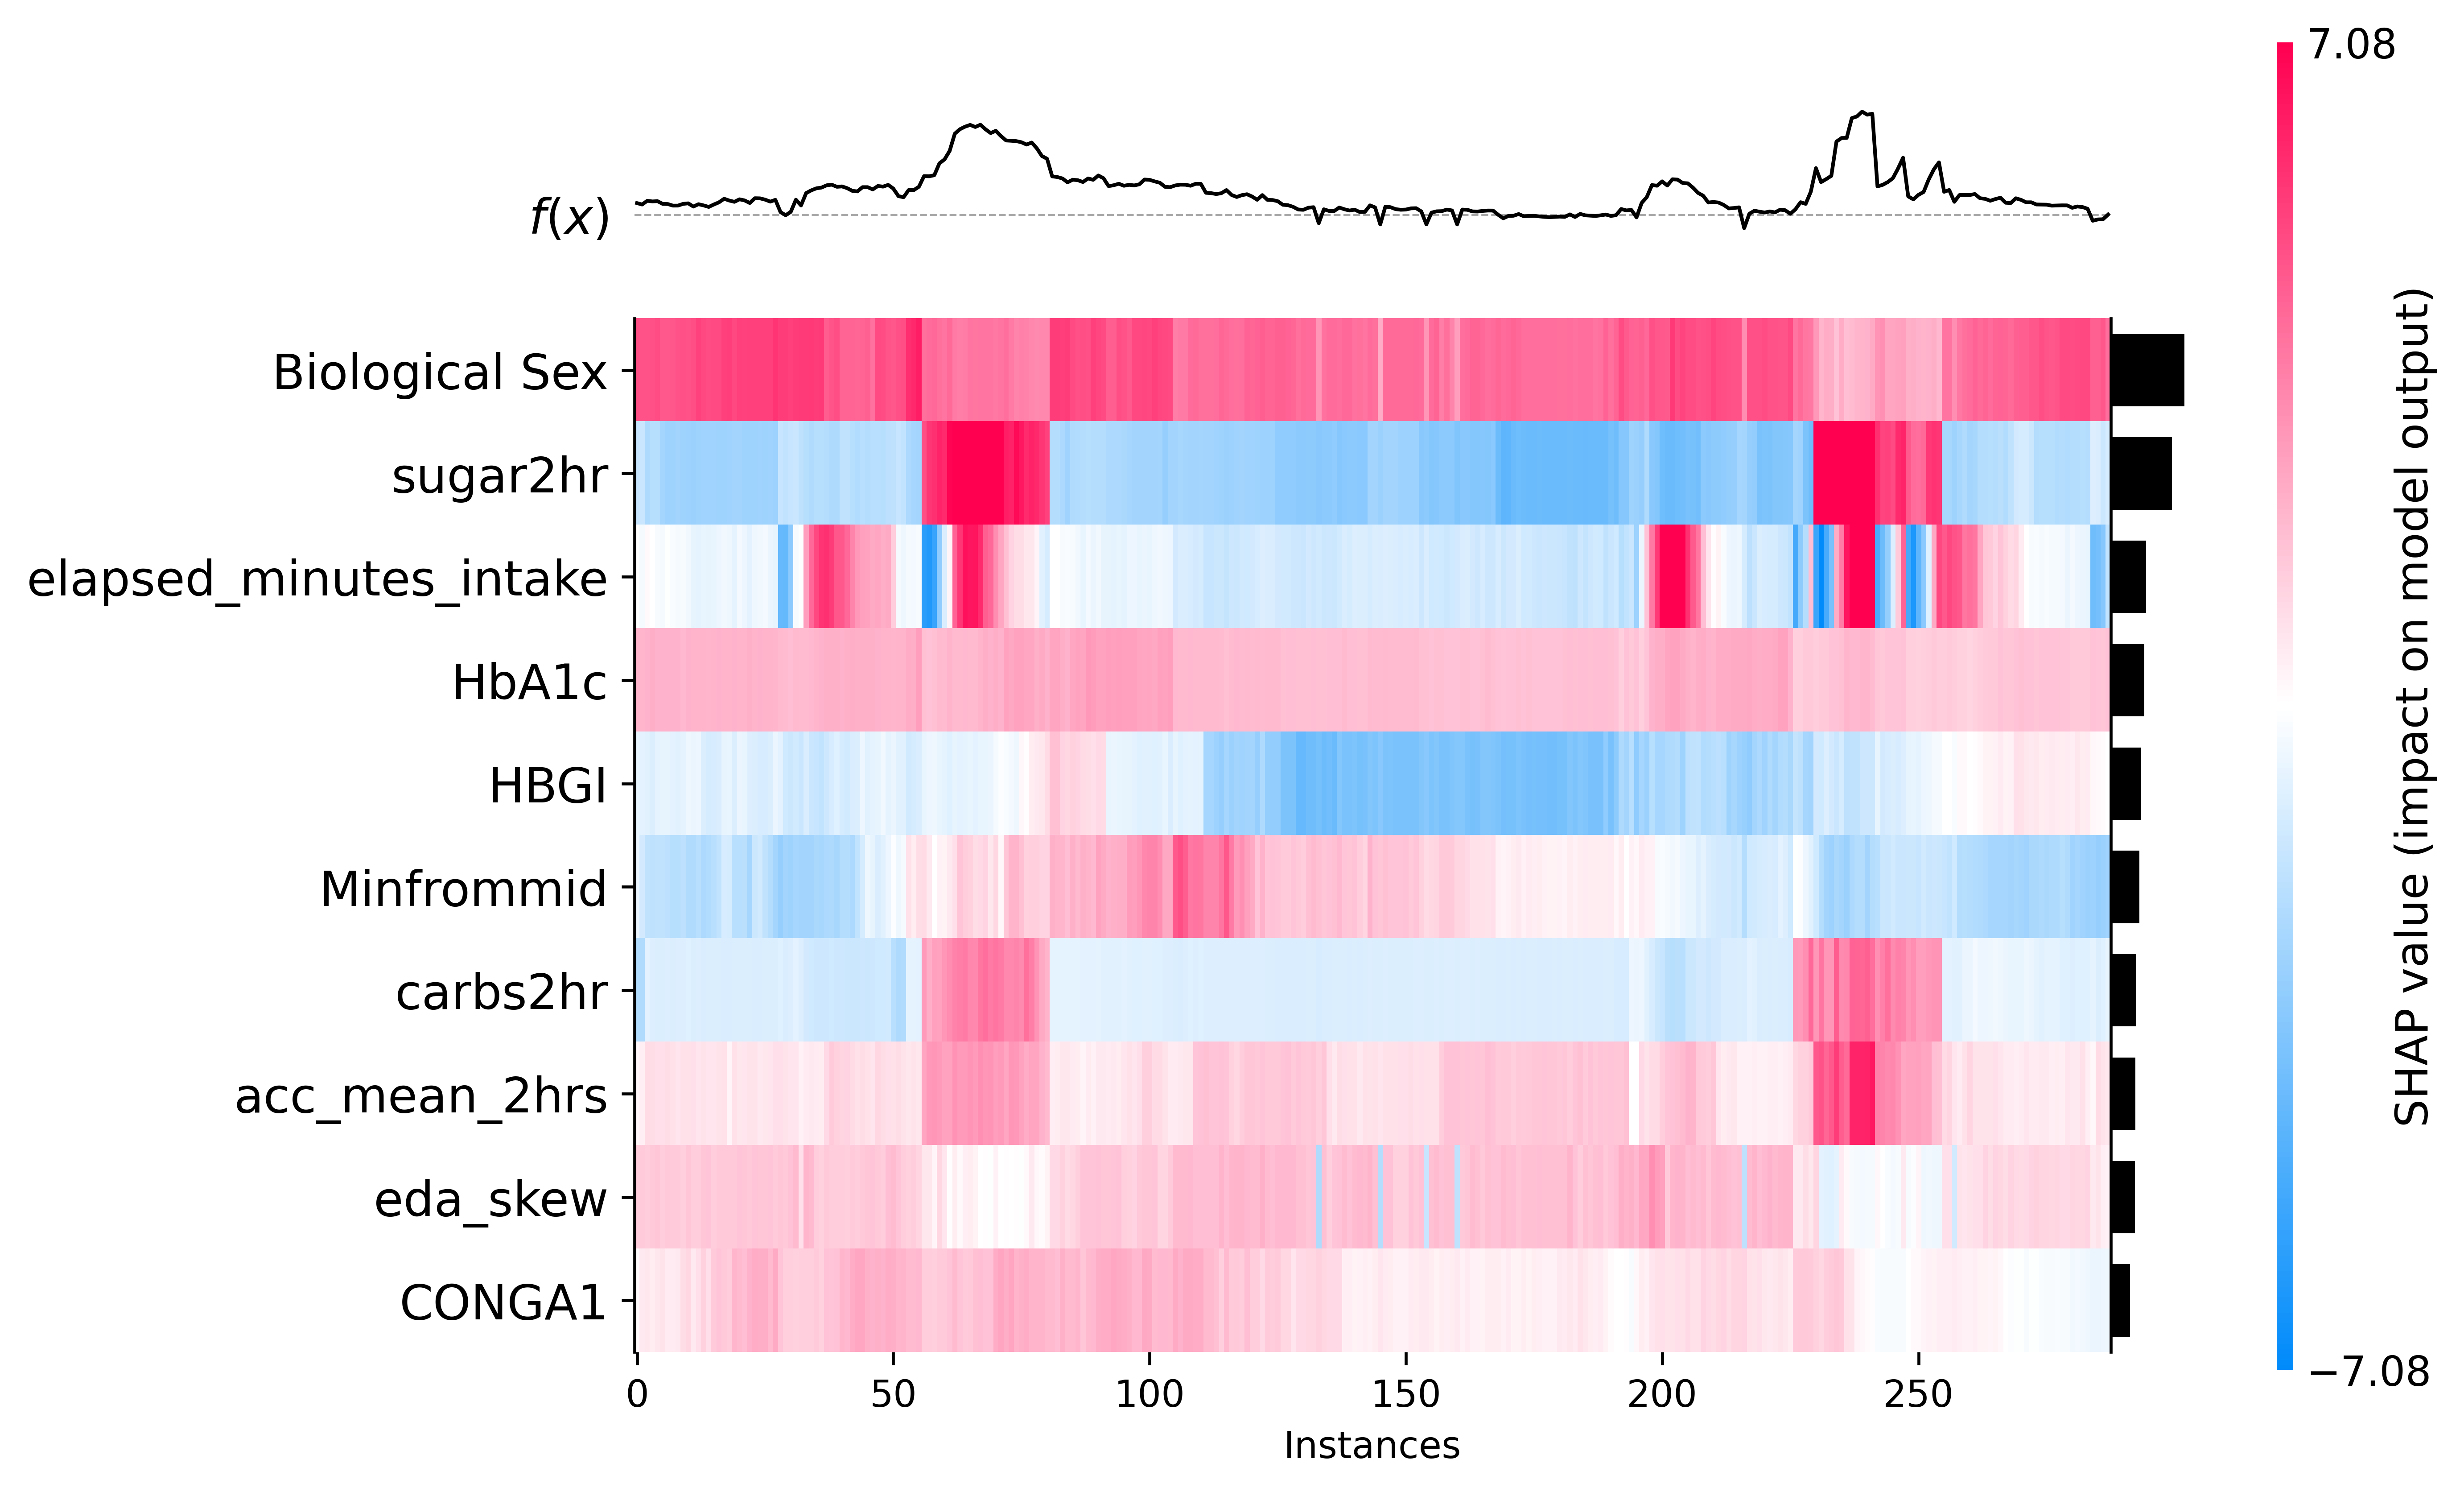 7.08
f(x)
Biological Sex
sugar2hr
elapsed_minutes_intake
HbA1c
HBGI
Minfrommid
carbs2hr
acc_mean_2hrs
eda_skew
CONGA1
0 50 100 150 200 250
Instances
−7.08
SHAP value (impact on model output)